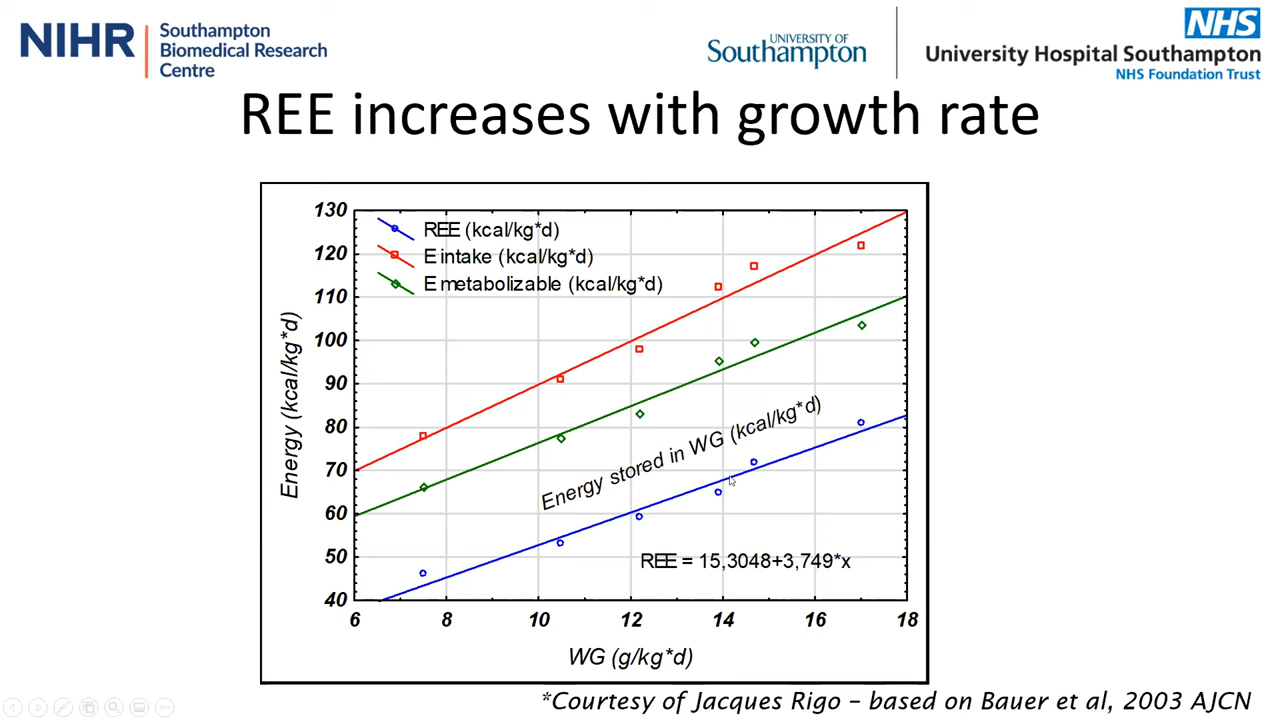 NIHR
Southampton
Biomedical Research
Centre
UNIVERSITY OF
Southampton
NHS
University Hospital Southampton
NHS Foundation Trust
REE increases with growth rate
130
120
110
100
90
80
70
60
50
40
Energy (kcal/kg*d)
REE (kcal/kg*d)
E intake (kcal/kg*d)
E metabolizable (kcal/kg*d)
Energy stored in WG (kcal/kg*d)
REE = 15,3048+3,749*x
6 8 10 12 14 16 18
WG (g/kg*d)
*Courtesy of Jacques Rigo – based on Bauer et al, 2003 AJCN